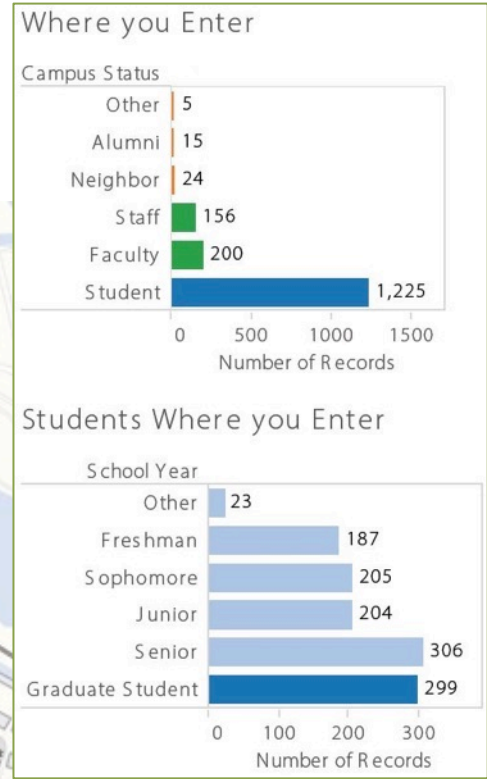 Where you Enter
Campus Status
Other 5
Alumni 15
Neighbor 24
Staff 156
Faculty 200
Student 1,225
0 500 1000 1500
Number of Records
Students Where you Enter
School Year
Other 23
Freshman 187
Sophomore 205
Junior 204
Senior 306
Graduate Student 299
0 100 200 300
Number of Records